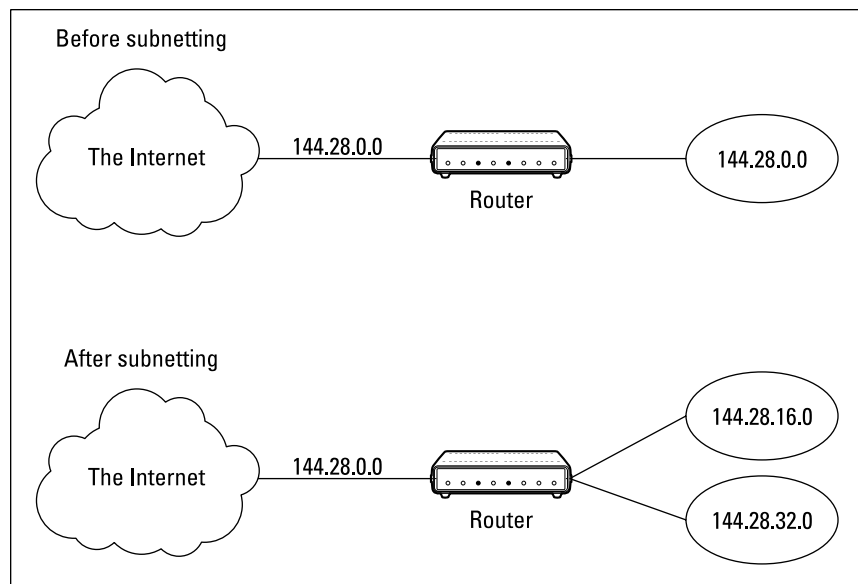 Before subnetting
The Internet
144.28.0.0
Router
144.28.0.0
After subnetting
The Internet
144.28.0.0
Router
144.28.16.0
144.28.32.0